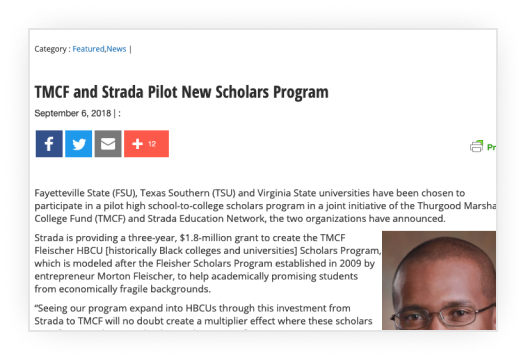 Category : Featured,News |
TMCF and Strada Pilot New Scholars Program
September 6, 2018 | :
f + 12
Pr
Fayetteville State (FSU), Texas Southern (TSU) and Virginia State universities have been chosen to
participate in a pilot high school-to-college scholars program in a joint initiative of the Thurgood Marsha
College Fund (TMCF) and Strada Education Network, the two organizations have announced.
Strada is providing a three-year, $1.8-million grant to create the TMCF
Fleischer HBCU [historically Black colleges and universities] Scholars Program,
which is modeled after the Fleisher Scholars Program established in 2009 by
entrepreneur Morton Fleischer, to help academically promising students
from economically fragile backgrounds.
“Seeing our program expand into HBCUs through this investment from
Strada to TMCF will no doubt create a multiplier effect where these scholars